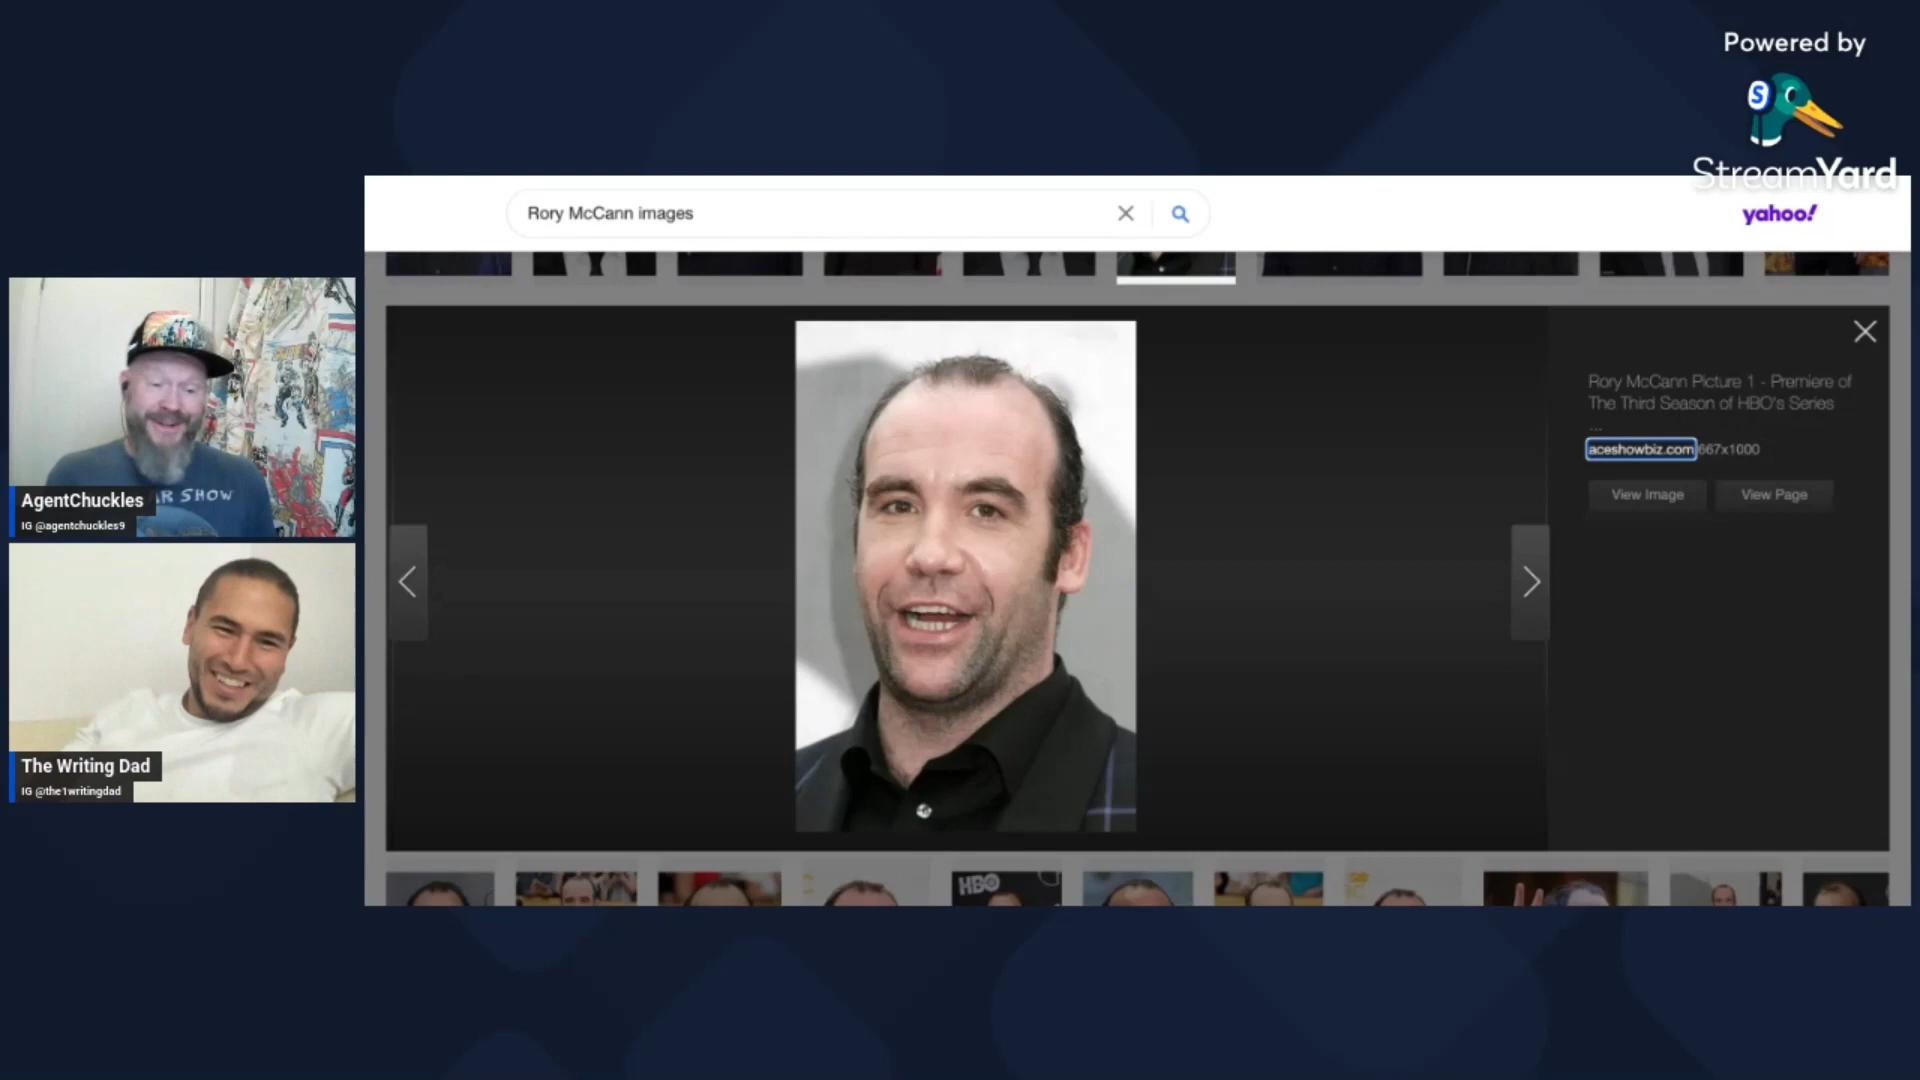 Powered by
StreamYard
Rory McCann images
yahoo!
Rory McCann Picture 1 - Premiere of
The Third Season of HBO's Series
...
aceshowbiz.com 667x1000
View Image
View Page
AR SHOW
AgentChuckles
IG @agentchuckles9
The Writing Dad
IG @the1writingdad
HBO